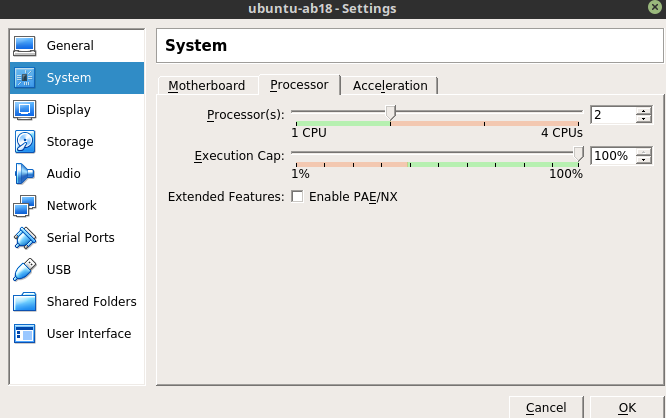 ubuntu-ab18 - Settings
General
System
Display
Storage
Audio
Network
Serial Ports
USB
Shared Folders
User Interface
System
Motherboard Processor Acceleration
Processor(s): 2
1 CPU 4 CPUs
Execution Cap: 100%
1% 100%
Extended Features: Enable PAE/NX
Cancel OK